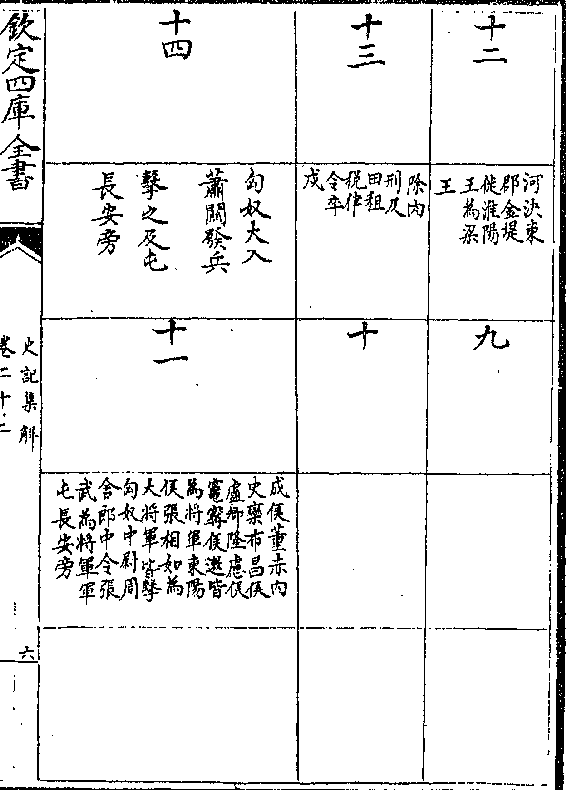 十二
河決東
郡金堤
徙淮陽
王為梁
王
九
十三
除肉
刑及
田租
税律
令卒
戍
十
十四
匈奴大入
蕭關發兵
擊之及屯
長安旁
十一
成侯董赤内
史欒布昌侯
盧卿隆慮侯
竈甯侯遬皆
為將軍東陽
侯張相如為
大將軍皆擊
匈奴中尉周
舍郎中令張
武為將軍軍
屯長安旁
欽定四庫全書
史記集解
卷二十二
六